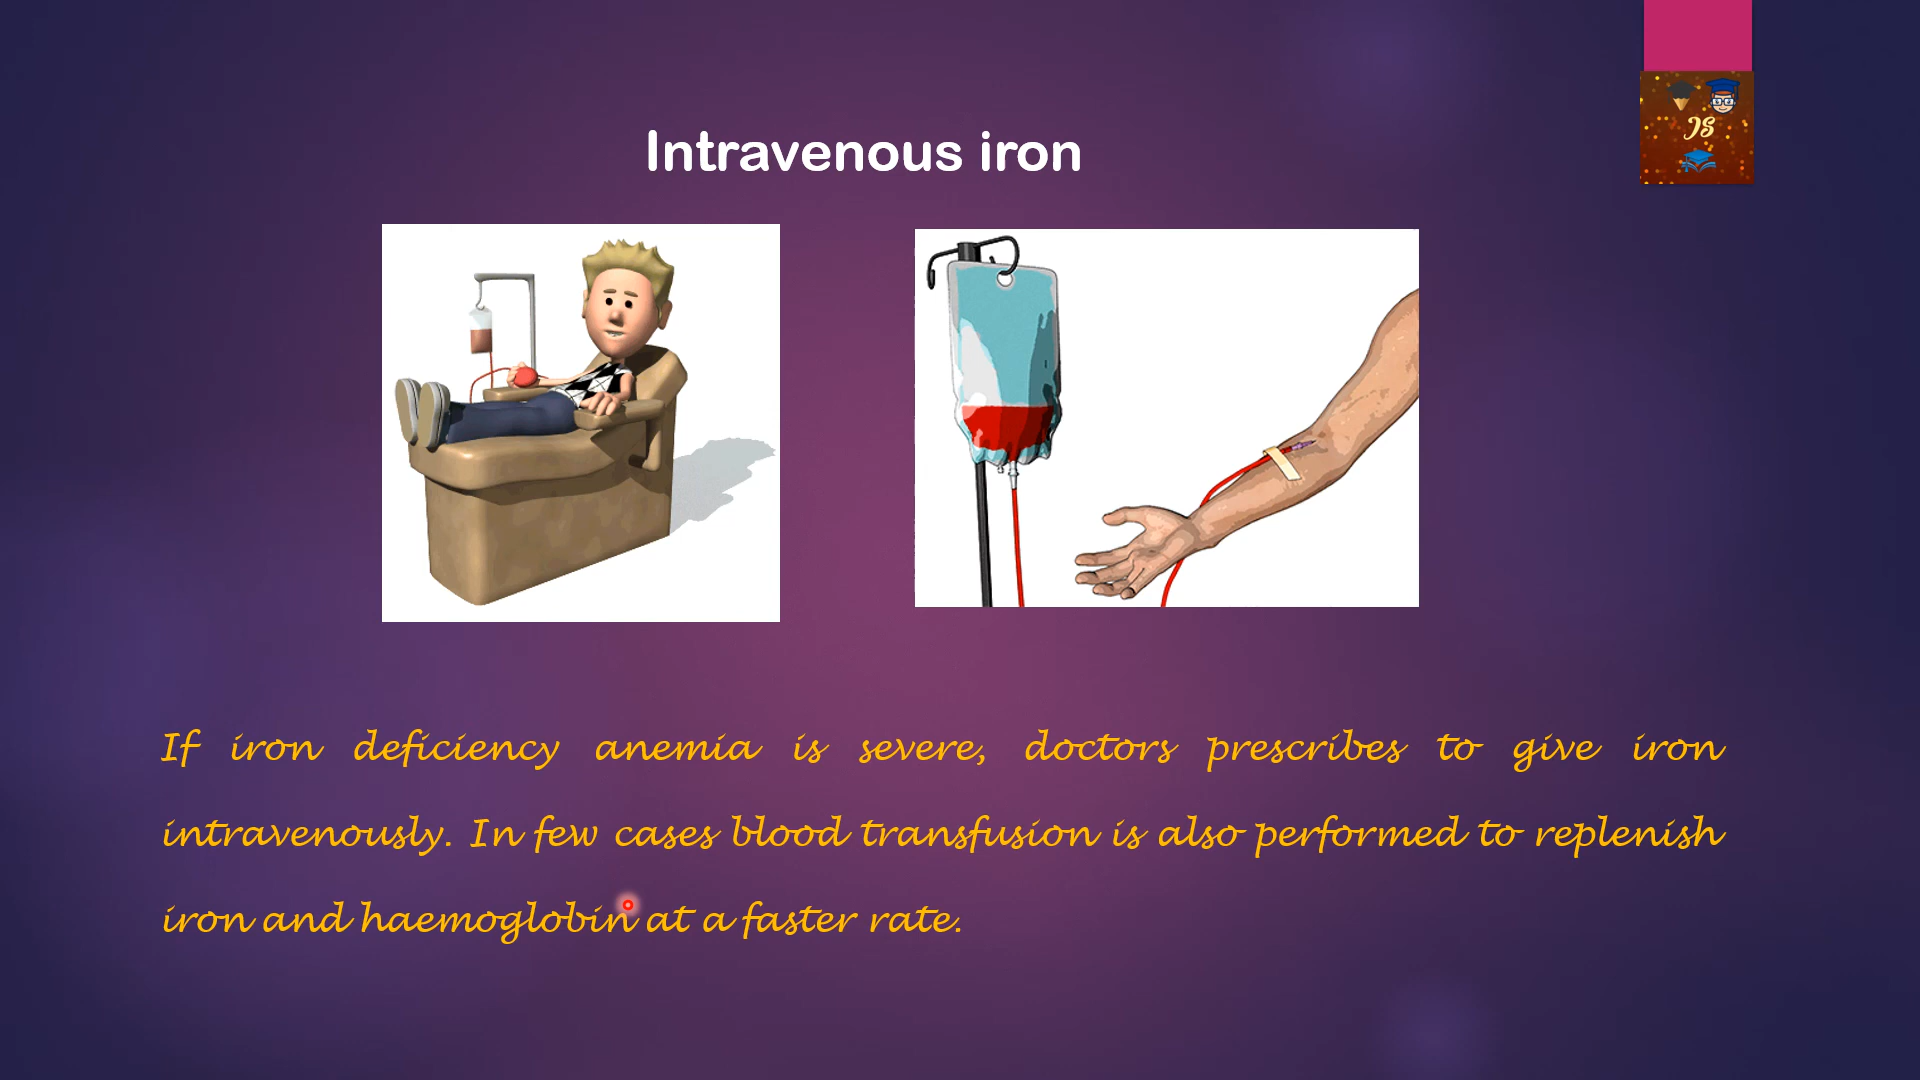 Intravenous iron
JS
If iron deficiency anemia is severe, doctors prescribes to give iron
intravenously. In few cases blood transfusion is also performed to replenish
iron and haemoglobin at a faster rate.